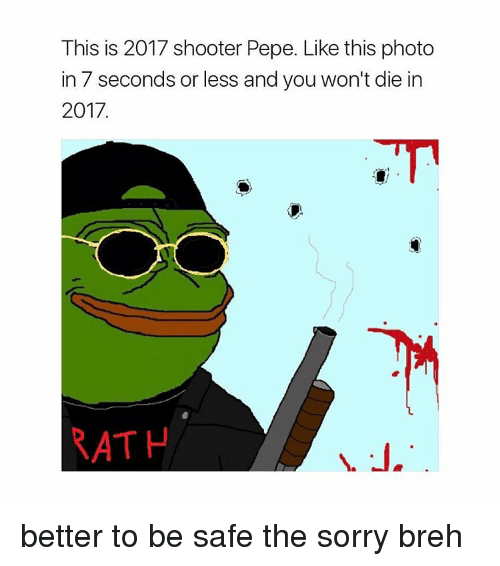 This is 2017 shooter Pepe. Like this photo
in 7 seconds or less and you won't die in
2017.
RATH
better to be safe the sorry breh